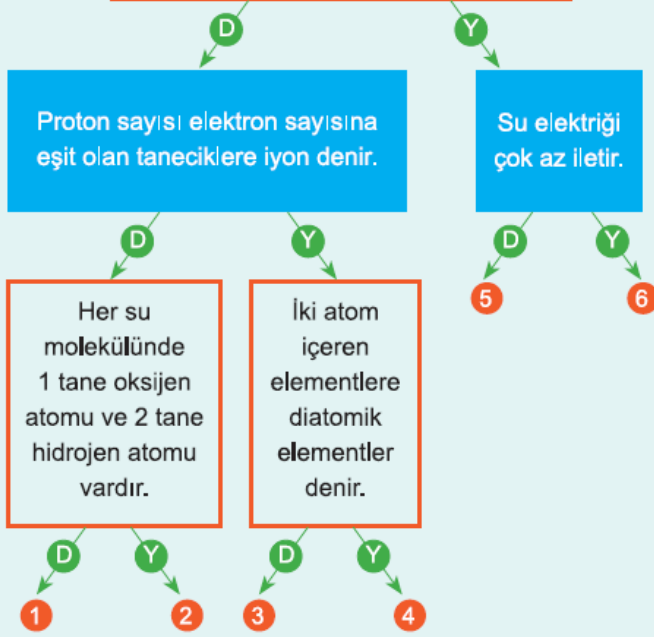 D
Y
Proton sayısı elektron sayısına
eşit olan taneciklere iyon denir.
Su elektriği
çok az iletir.
D
Y
D
Y
5
6
Her su
molekülünde
1 tane oksijen
atomu ve 2 tane
hidrojen atomu
vardır.
İki atom
içeren
elementlere
diatomik
elementler
denir.
D
Y
D
Y
1
2
3
4